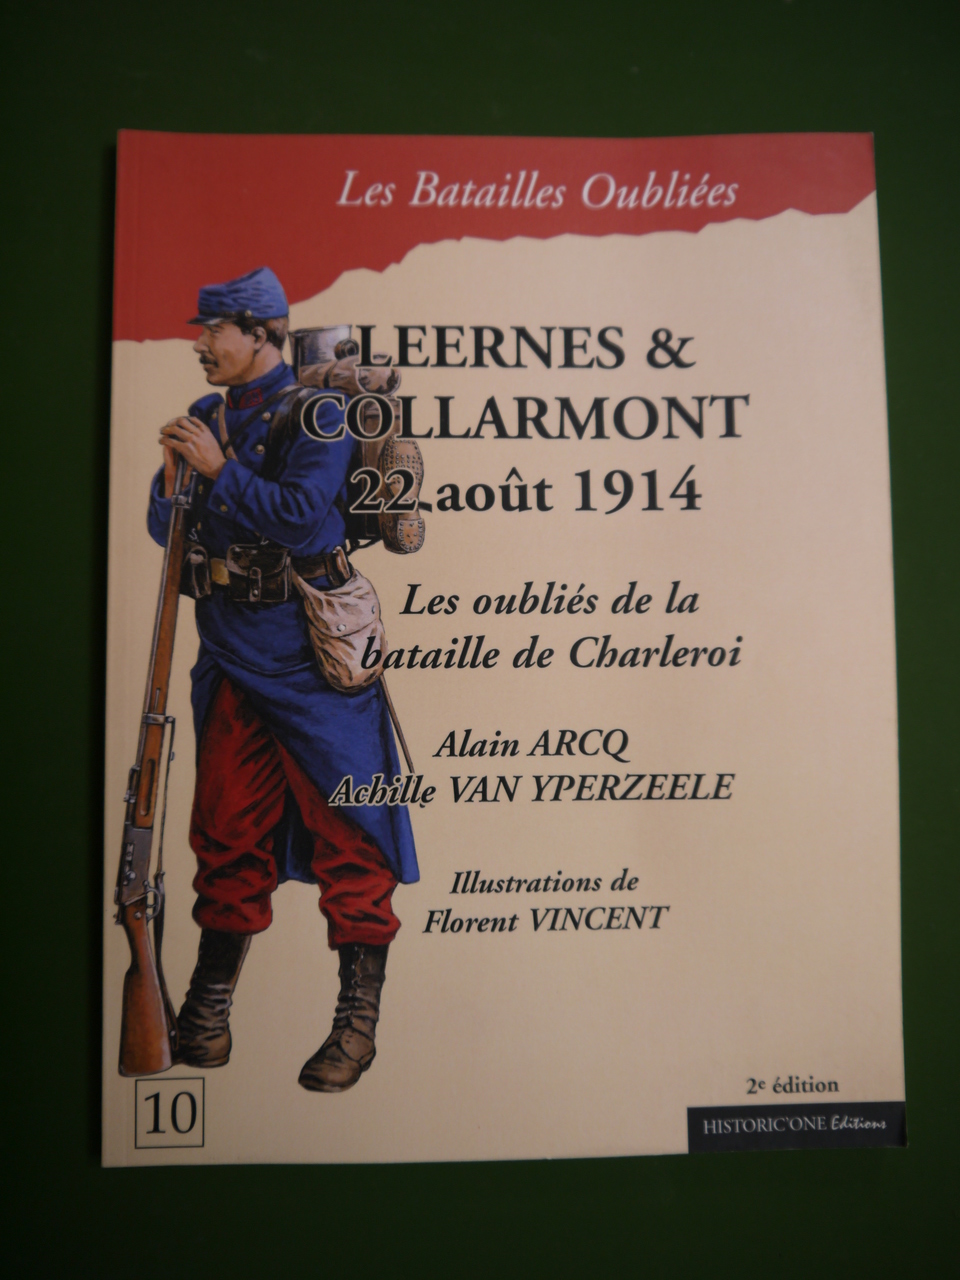 Les Batailles Oubliées
LEERNES &
COLLARMONT
22 août 1914
Les oubliés de la
bataille de Charleroi
Alain ARCQ
Achille VAN YPERZEELE
Illustrations de
Florent VINCENT
2e édition
10
HISTORIC'ONE Editions